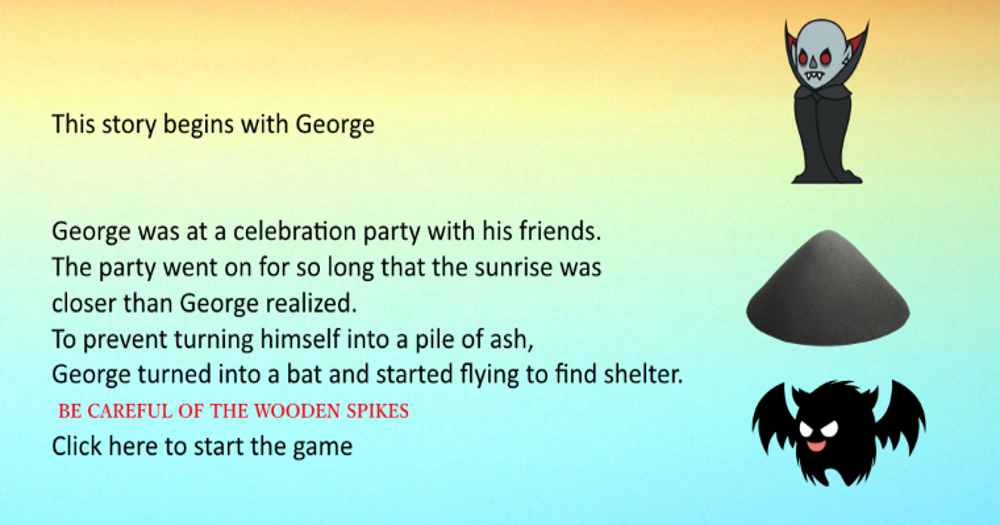 This story begins with George
George was at a celebration party with his friends.
The party went on for so long that the sunrise was
closer than George realized.
To prevent turning himself into a pile of ash,
George turned into a bat and started flying to find shelter.
BE CAREFUL OF THE WOODEN SPIKES
Click here to start the game